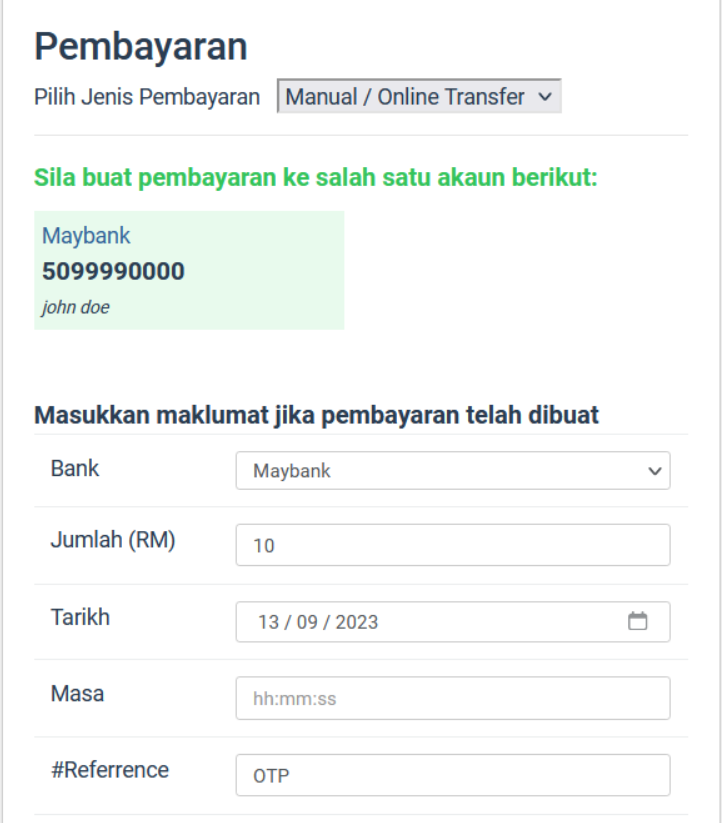 Pembayaran
Pilih Jenis Pembayaran Manual / Online Transfer
Sila buat pembayaran ke salah satu akaun berikut:
Maybank
5099990000
john doe
Masukkan maklumat jika pembayaran telah dibuat
Bank Maybank
Jumlah (RM) 10
Tarikh 13 / 09 / 2023
Masa hh:mm:ss
#Referrence OTP